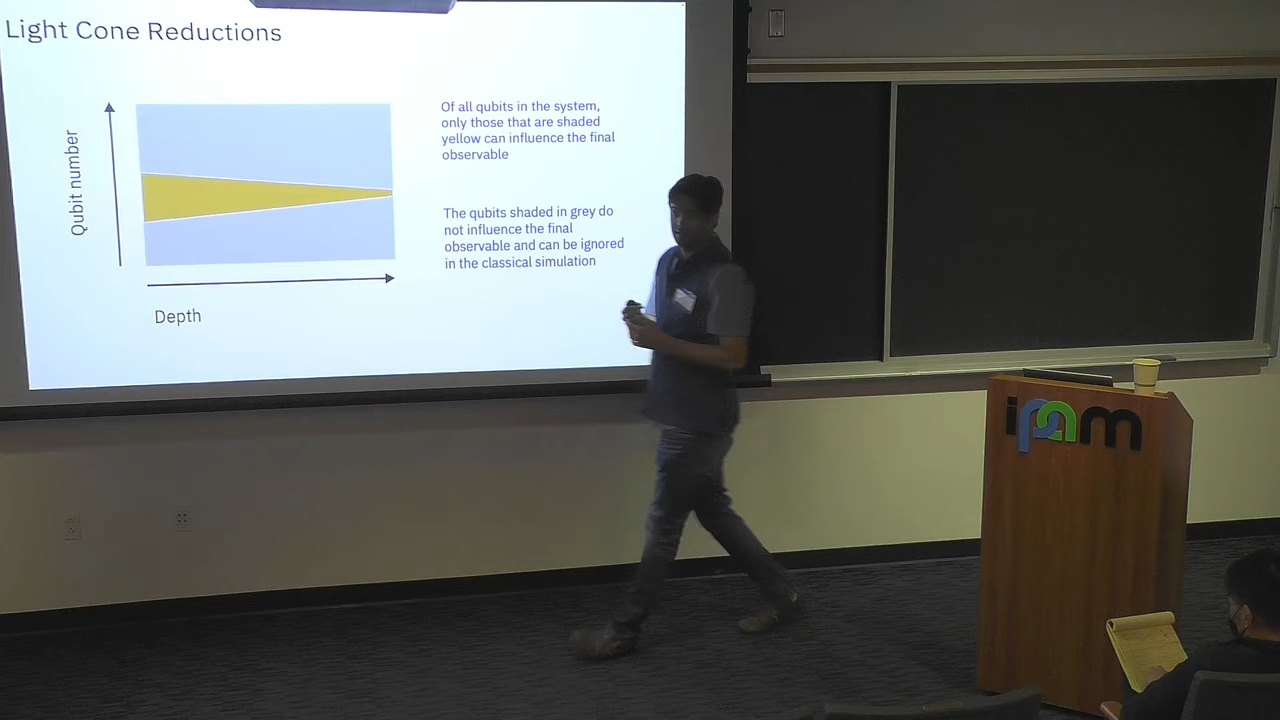 Light Cone Reductions
Qubit number
Depth
Of all qubits in the system,
only those that are shaded
yellow can influence the final
observable
The qubits shaded in grey do
not influence the final
observable and can be ignored
in the classical simulation
ipam